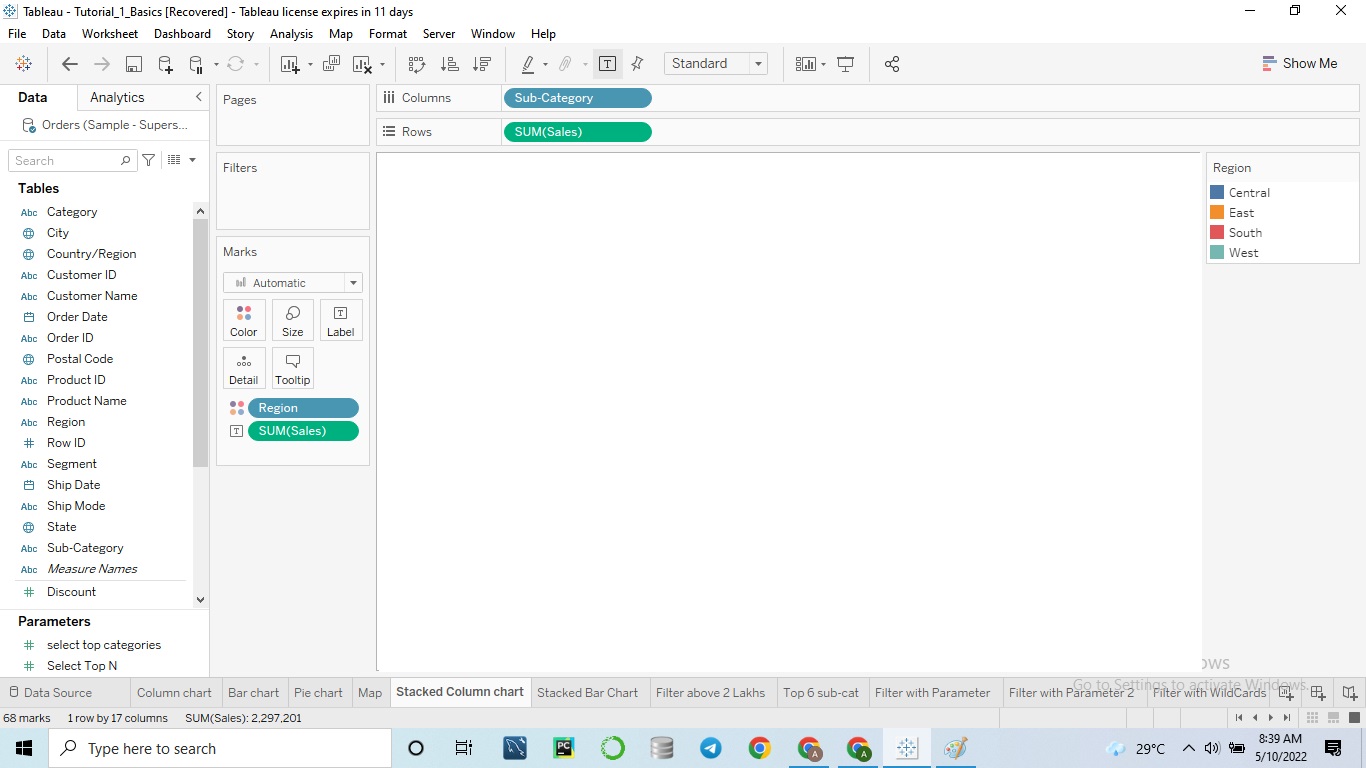 Tableau - Tutorial_1_Basics [Recovered] - Tableau license expires in 11 days
File Data Worksheet Dashboard Story Analysis Map Format Server Window Help
Standard
Show Me
Data Analytics
Pages
Columns Sub-Category
Orders (Sample - Supers...
Rows SUM(Sales)
Search
Filters
Tables
Abc Category
City
Country/Region
Abc Customer ID
Abc Customer Name
Order Date
Abc Order ID
Postal Code
Abc Product ID
Abc Product Name
Abc Region
# Row ID
Abc Segment
Ship Date
Abc Ship Mode
State
Abc Sub-Category
Abc Measure Names
# Discount
Parameters
# select top categories
# Select Top N
Marks
Automatic
Color Size Label
Detail Tooltip
Region
SUM(Sales)
Region
Central
East
South
West
ows
Go to Settings to activate Windows.
Data Source Column chart Bar chart Pie chart Map Stacked Column chart Stacked Bar Chart Filter above 2 Lakhs Top 6 sub-cat Filter with Parameter Filter with Parameter 2 Filter with WildCards
68 marks 1 row by 17 columns SUM(Sales): 2,297,201
Type here to search
29°C
8:39 AM
5/10/2022